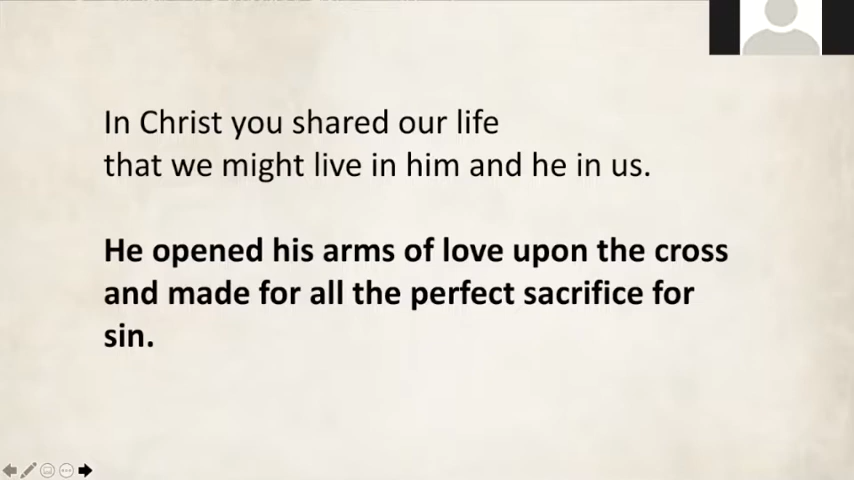 In Christ you shared our life
that we might live in him and he in us.
He opened his arms of love upon the cross
and made for all the perfect sacrifice for
sin.